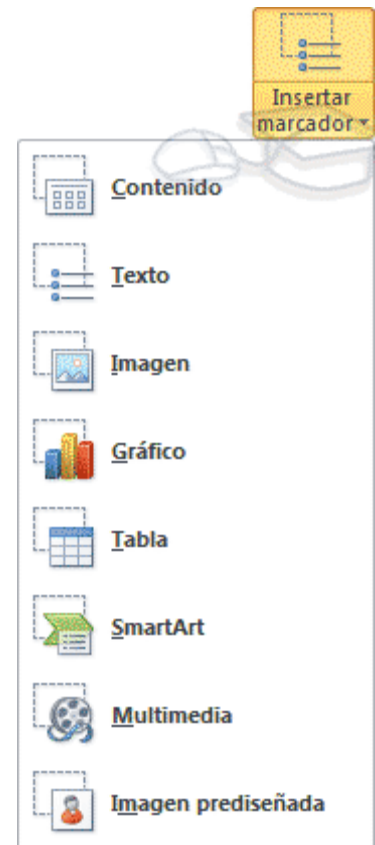 Insertar
marcador
Contenido
Texto
Imagen
Gráfico
Tabla
SmartArt
Multimedia
Imagen prediseñada